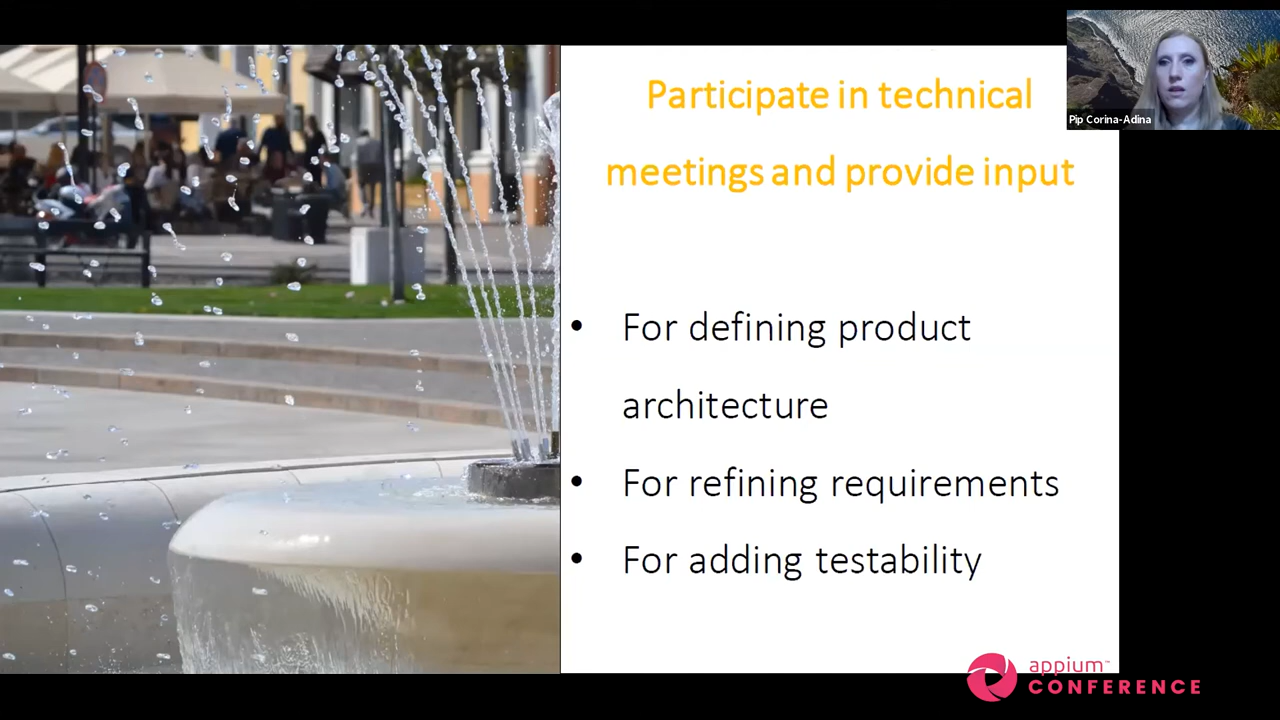 Participate in technical
meetings and provide input
Pip Corina-Adina
• For defining product
architecture
• For refining requirements
• For adding testability
appium™
CONFERENCE